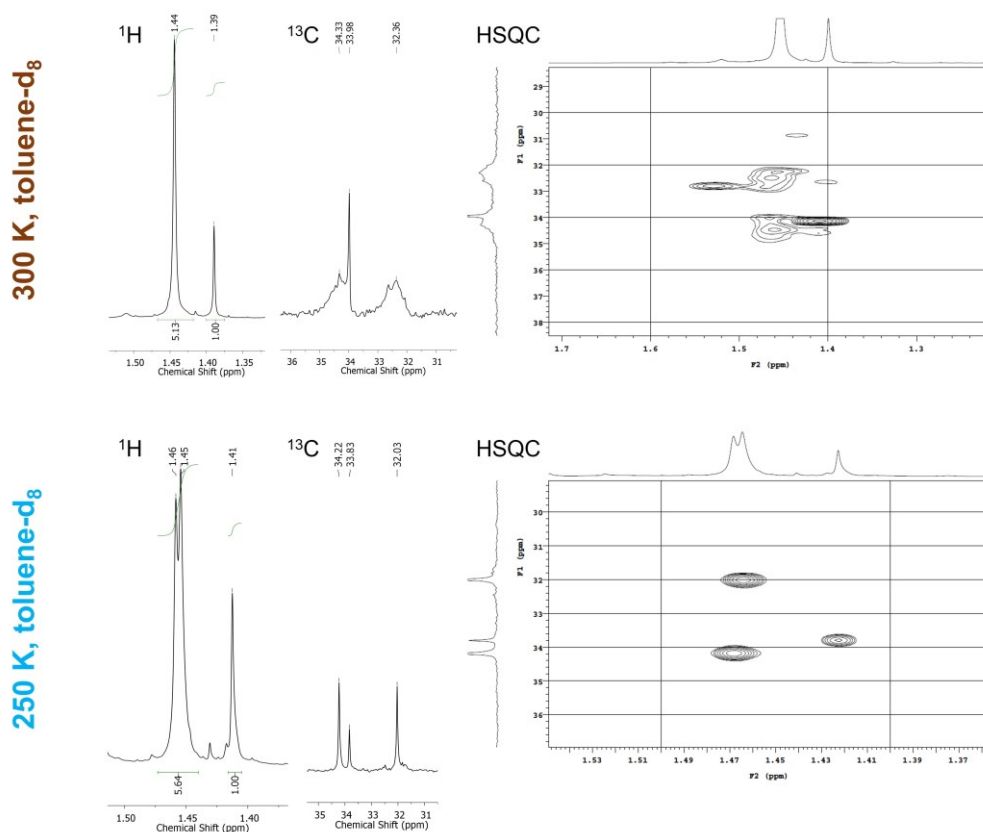 300 K, toluene-d8
1H
1.44
1.39
5.13
1.00
1.50 1.45 1.40 1.35
Chemical Shift (ppm)
13C
34.33
33.98
32.36
36 35 34 33 32 31
Chemical Shift (ppm)
HSQC
29
30
31
32
33
34
35
36
37
38
F1 (ppm)
1.7 1.6 1.5 1.4 1.3
F2 (ppm)
250 K, toluene-d8
1H
1.46
1.45
1.41
5.64
1.00
1.50 1.45 1.40
Chemical Shift (ppm)
13C
34.22
33.83
32.03
35 34 33 32 31
Chemical Shift (ppm)
HSQC
30
31
32
33
34
35
36
F1 (ppm)
1.53 1.49 1.47 1.45 1.43 1.41 1.39 1.37
F2 (ppm)